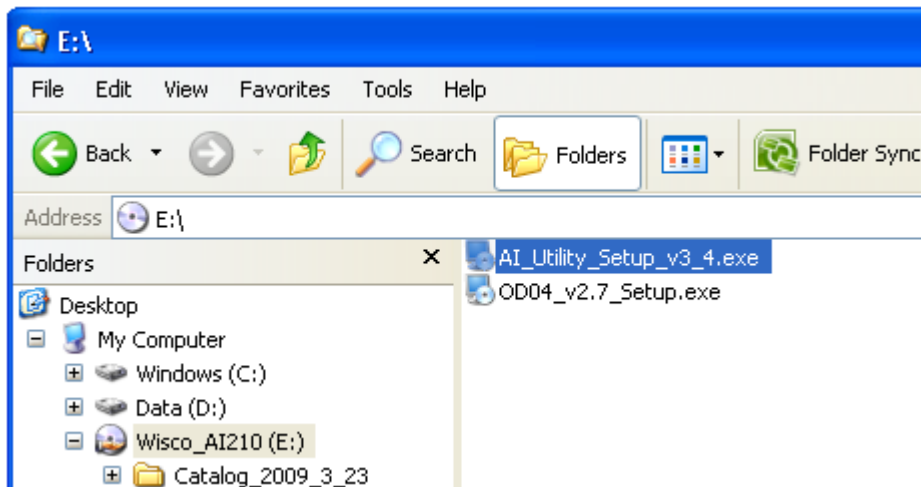 E:\
File Edit View Favorites Tools Help
Back Search Folders Folder Sync
Address E:\
Folders
AI_Utility_Setup_v3_4.exe
OD04_v2.7_Setup.exe
Desktop
My Computer
Windows (C:)
Data (D:)
Wisco_AI210 (E:)
Catalog_2009_3_23